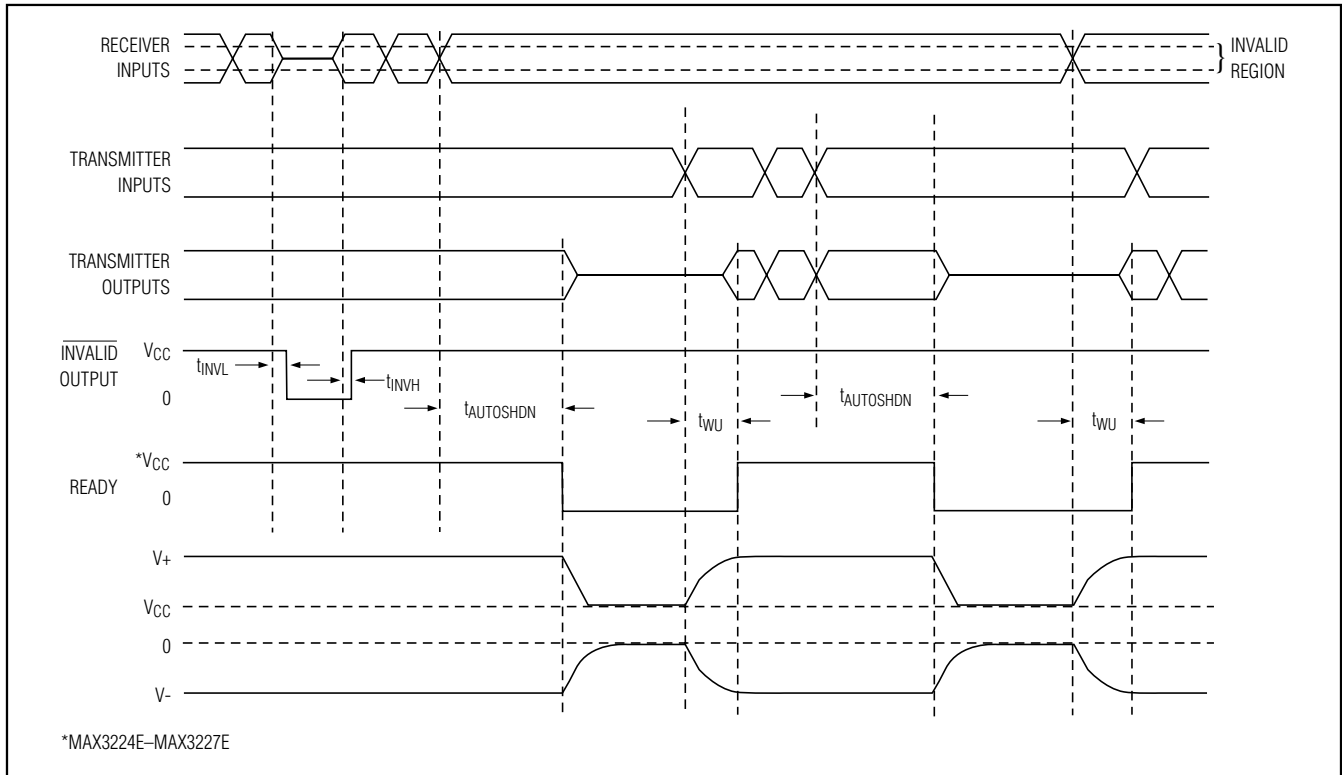 RECEIVER
INPUTS
} INVALID
REGION
TRANSMITTER
INPUTS
TRANSMITTER
OUTPUTS
INVALID
OUTPUT
VCC
0
tINVL
tINVH
tAUTOSHDN
tWU
tAUTOSHDN
tWU
READY
*VCC
0
V+
VCC
0
V-
*MAX3224E–MAX3227E